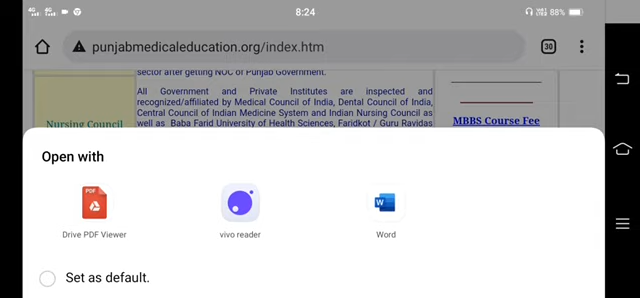 4G 4G 8:24 88%
punjabmedicaleducation.org/index.htm 30
sector after getting NOC of Punjab Government.
All Government and Private Institutes are inspected and
recognized/affiliated by Medical Council of India, Dental Council of India,
Central Council of Indian Medicine System and Indian Nursing Council as
well as Baba Farid University of Health Sciences, Faridkot / Guru Ravidas
Nursing Council
MBBS Course Fee
Open with
PDF
W
Drive PDF Viewer
vivo reader
Word
Set as default.